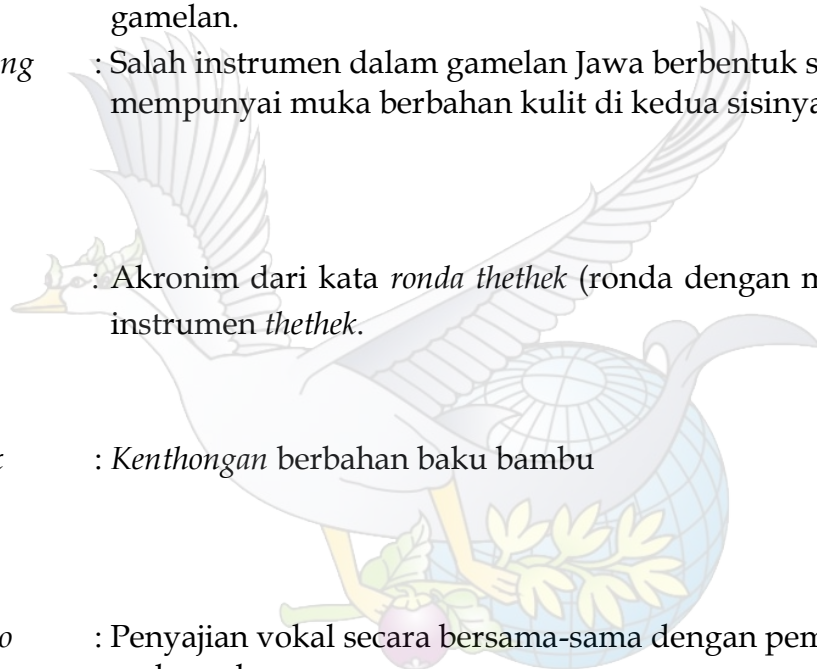 gamelan.
ng : Salah instrumen dalam gamelan Jawa berbentuk s
mempunyai muka berbahan kulit di kedua sisinya
: Akronim dari kata ronda thethek (ronda dengan m
instrumen thethek.
: Kenthongan berbahan baku bambu
o : Penyajian vokal secara bersama-sama dengan pem